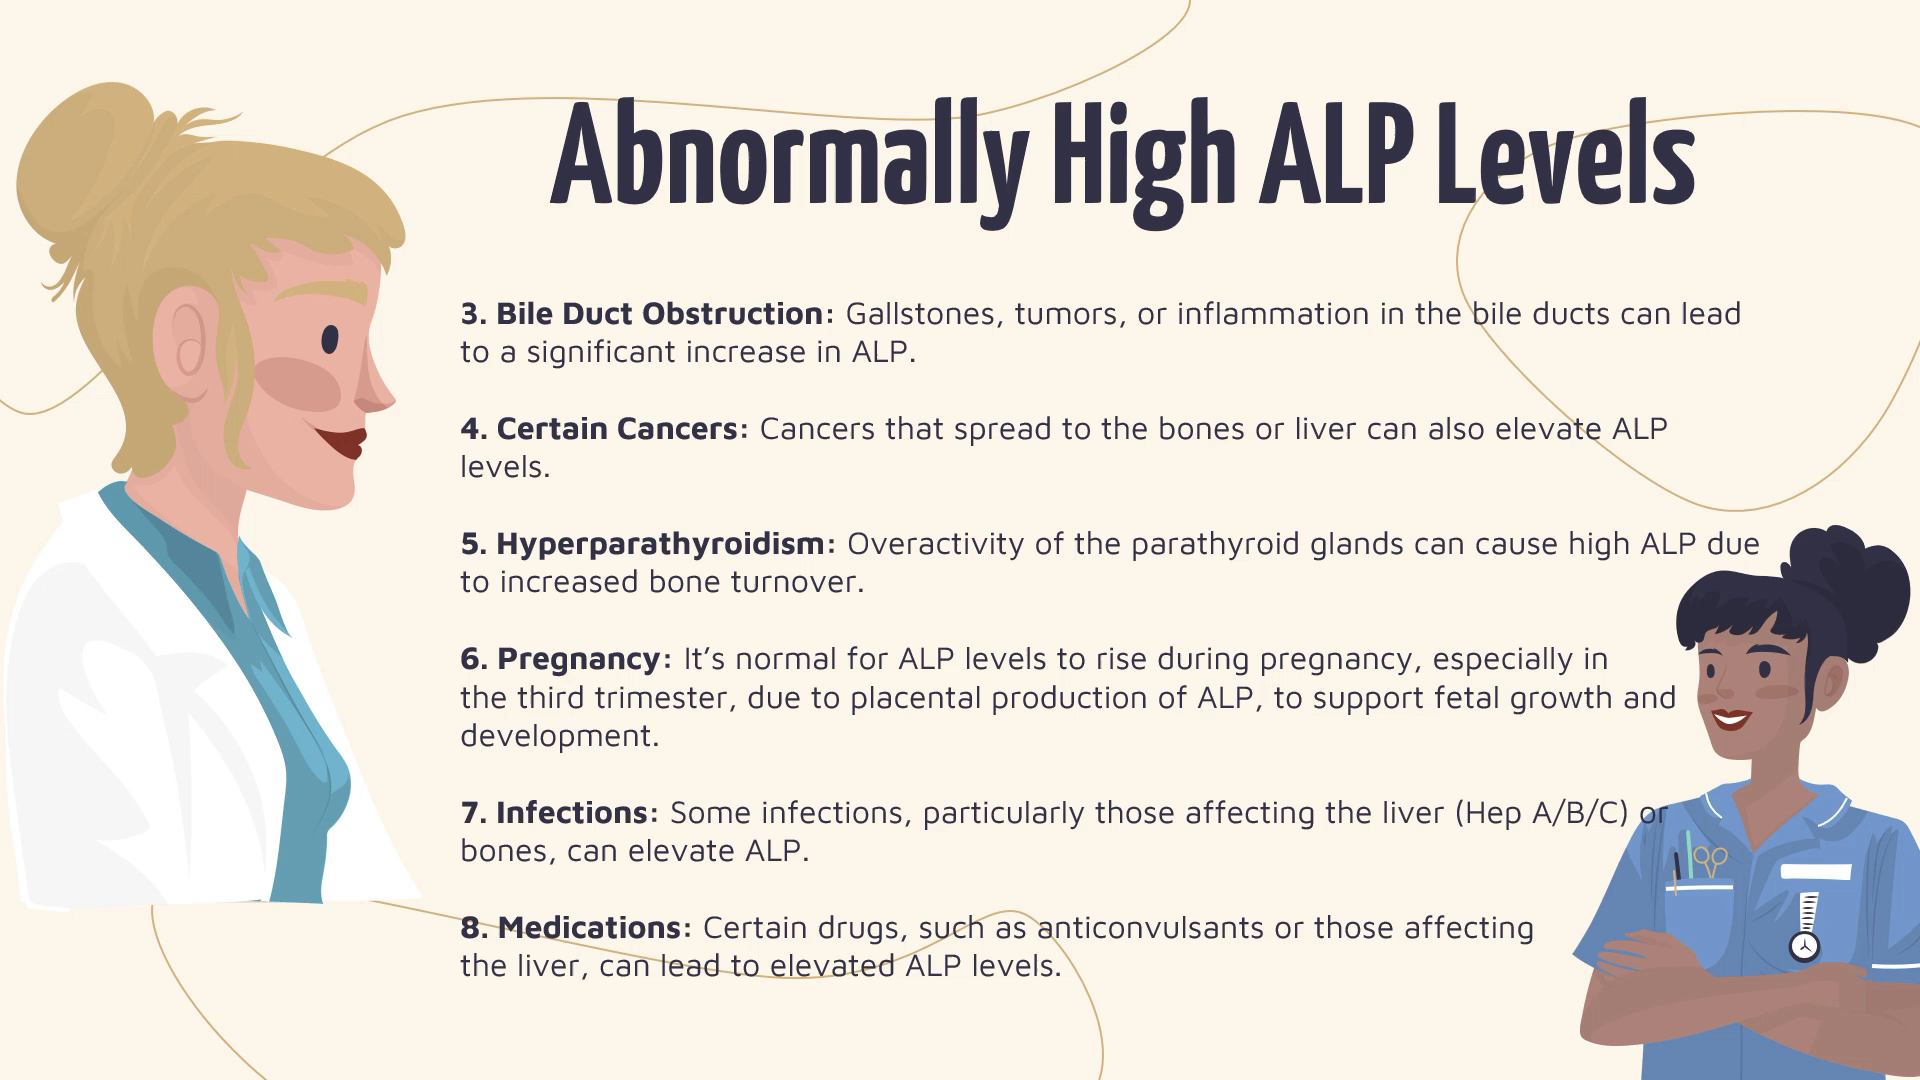 Abnormally High ALP Levels
3. Bile Duct Obstruction: Gallstones, tumors, or inflammation in the bile ducts can lead
to a significant increase in ALP.
4. Certain Cancers: Cancers that spread to the bones or liver can also elevate ALP
levels.
5. Hyperparathyroidism: Overactivity of the parathyroid glands can cause high ALP due
to increased bone turnover.
6. Pregnancy: It’s normal for ALP levels to rise during pregnancy, especially in
the third trimester, due to placental production of ALP, to support fetal growth and
development.
7. Infections: Some infections, particularly those affecting the liver (Hep A/B/C) or
bones, can elevate ALP.
8. Medications: Certain drugs, such as anticonvulsants or those affecting
the liver, can lead to elevated ALP levels.